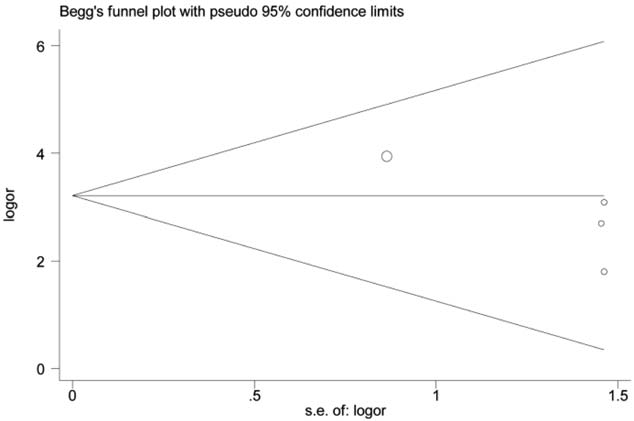 Begg's funnel plot with pseudo 95% confidence limits
6
4
2
0
logor
0 .5 1 1.5
s.e. of: logor